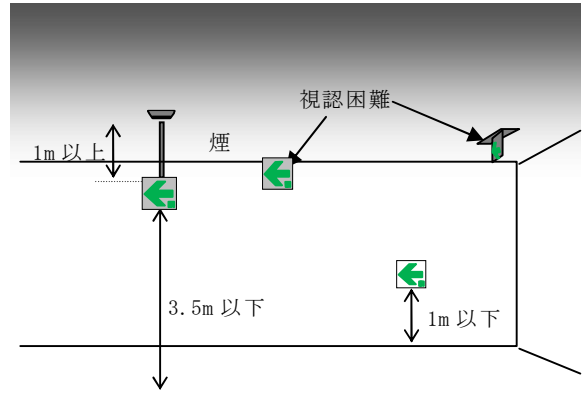 視認困難
煙
1m 以上
3.5m 以下
1m 以下